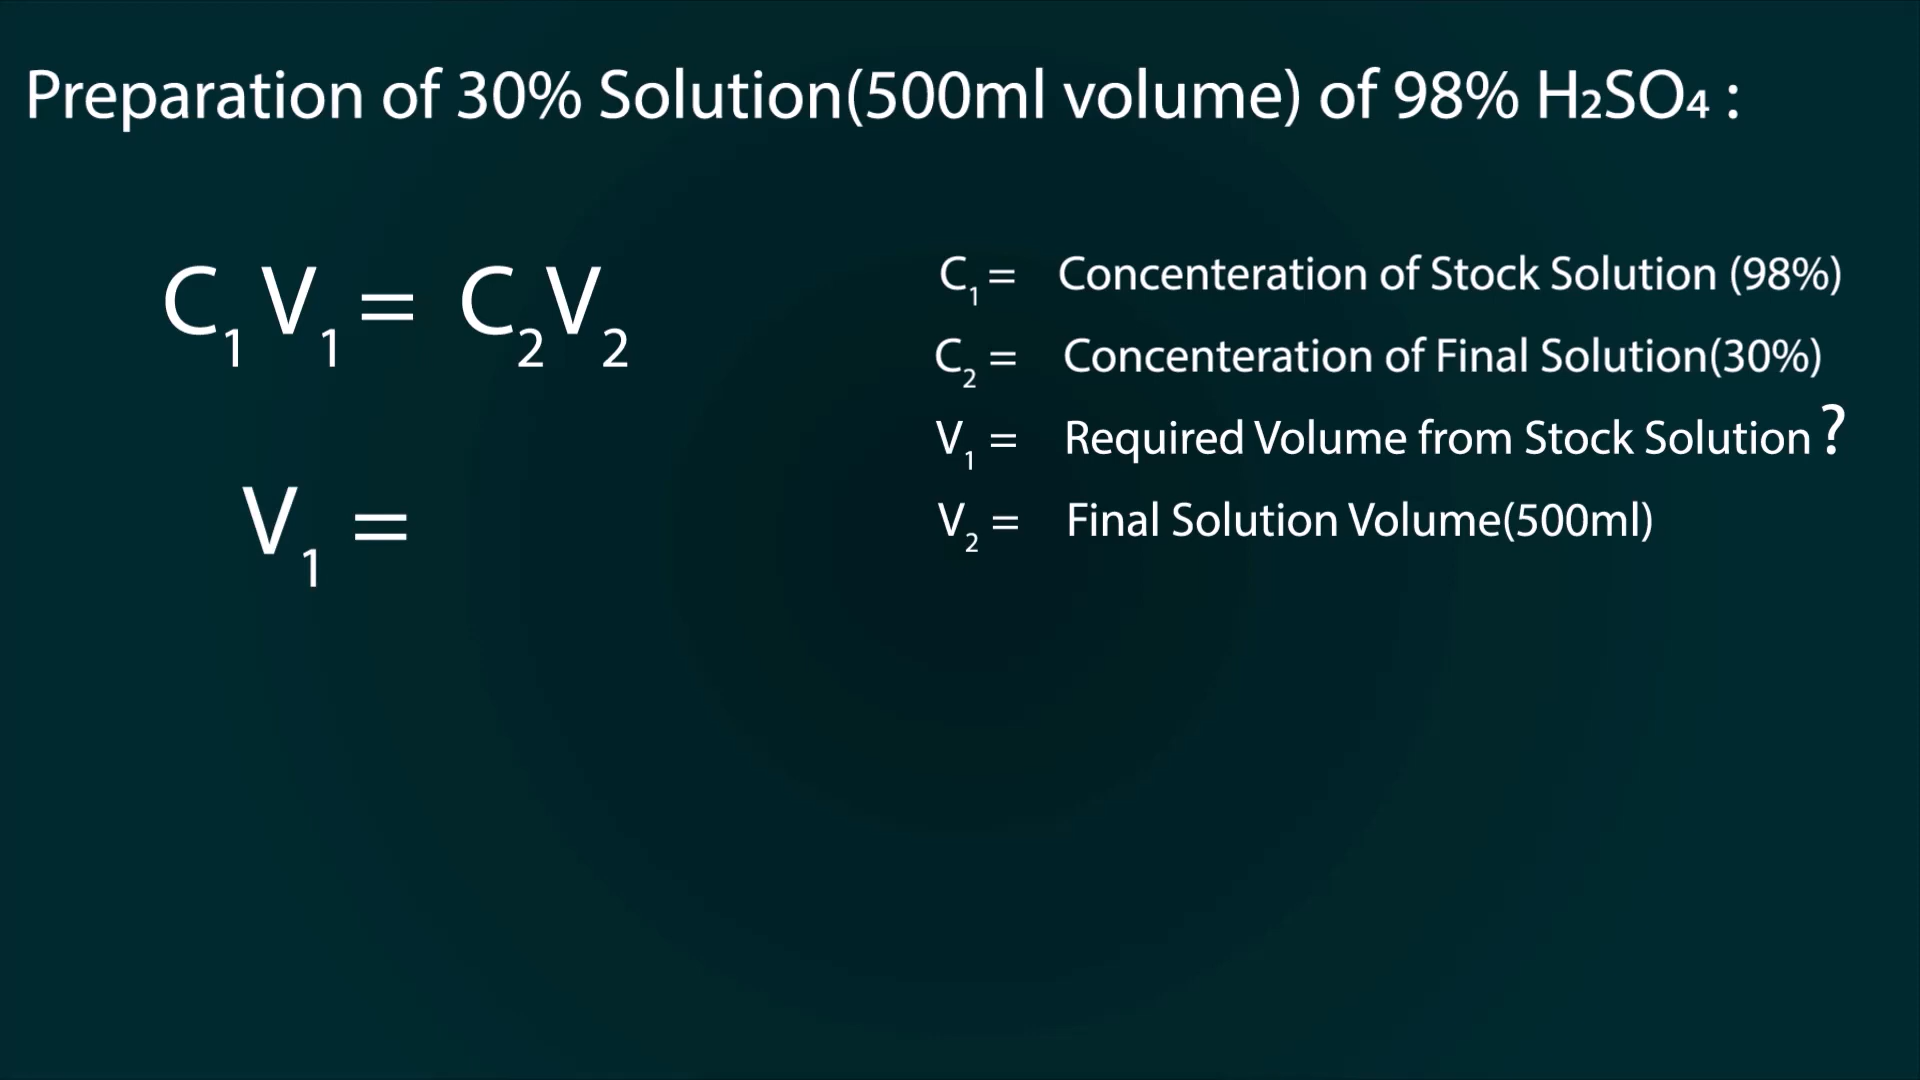 Preparation of 30% Solution(500ml volume) of 98% H₂SO₄ :
C₁V₁ = C₂V₂
V₁ =
C₁ = Concenteration of Stock Solution (98%)
C₂ = Concenteration of Final Solution(30%)
V₁ = Required Volume from Stock Solution ?
V₂ = Final Solution Volume(500ml)